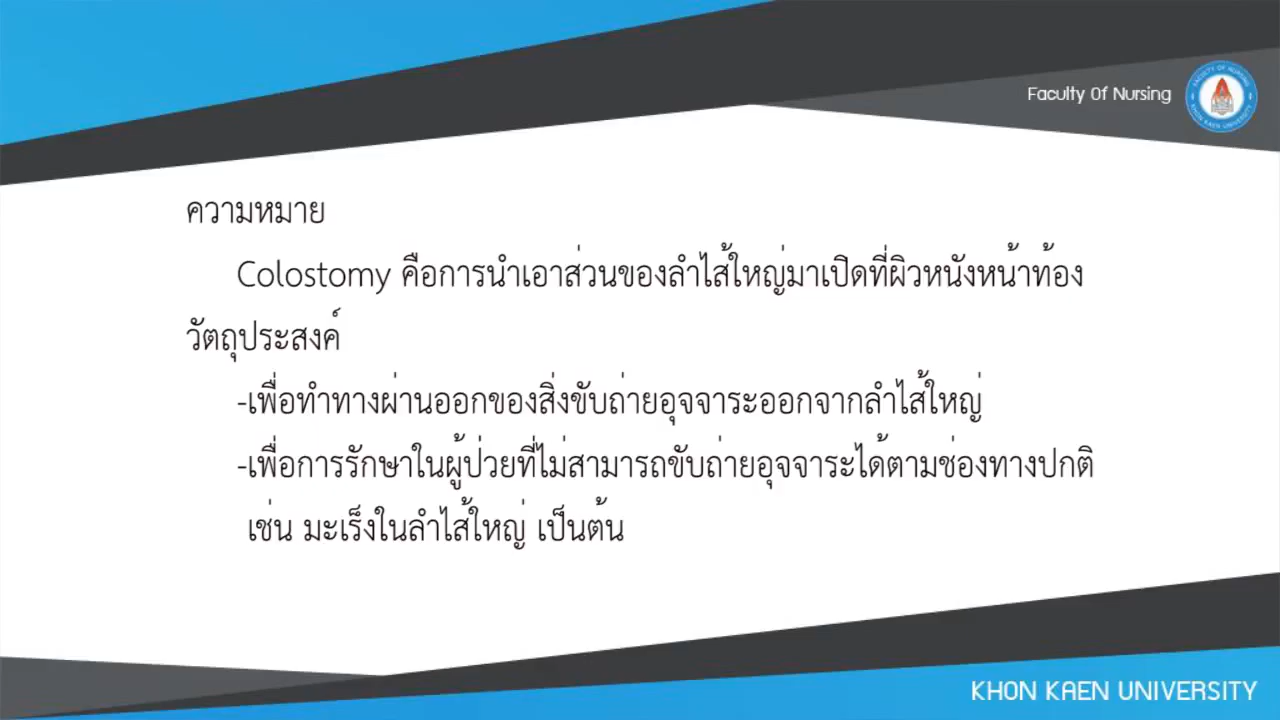 Faculty Of Nursing
FACULTY OF NURSING
KHON KAEN UNIVERSITY
ความหมาย
Colostomy คือการนำเอาส่วนของลำไส้ใหญ่มาเปิดที่ผิวหนังหน้าท้อง
วัตถุประสงค์
-เพื่อทำทางผ่านออกของสิ่งขับถ่ายอุจจาระออกจากลำไส้ใหญ่
-เพื่อการรักษาในผู้ป่วยที่ไม่สามารถขับถ่ายอุจจาระได้ตามช่องทางปกติ
เช่น มะเร็งในลำไส้ใหญ่ เป็นต้น
KHON KAEN UNIVERSITY